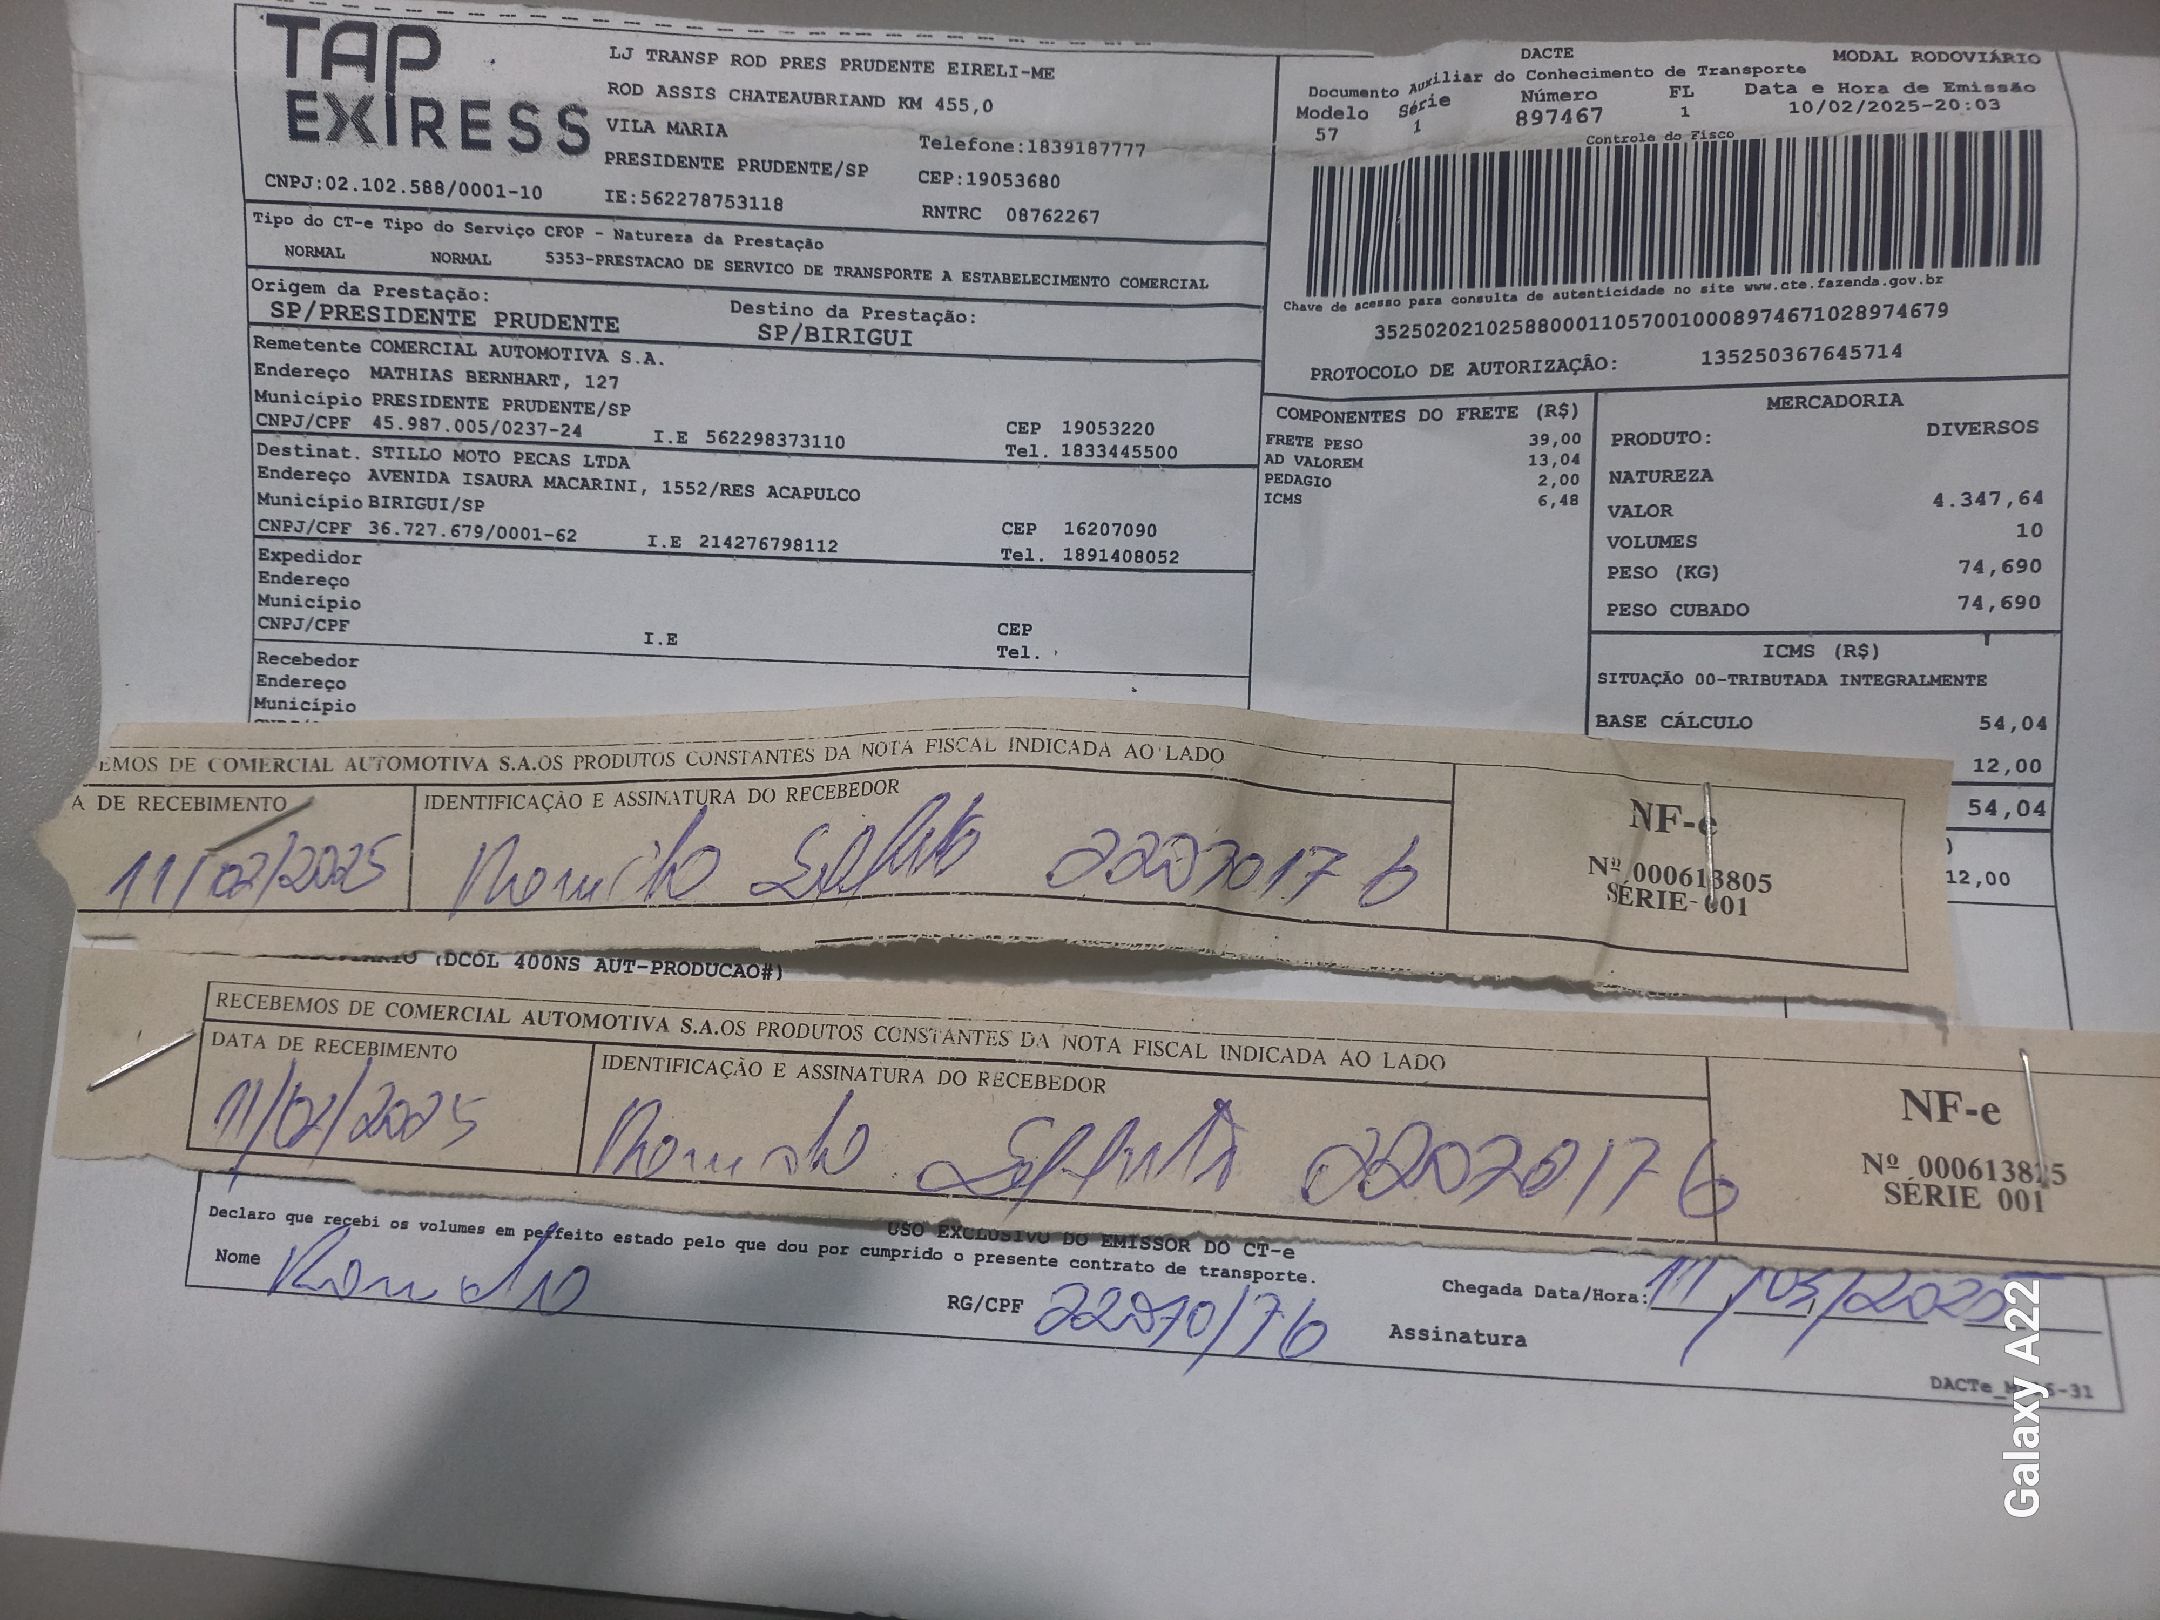 TAP EXPRESS
LJ TRANSP ROD PRES PRUDENTE EIRELI-ME
ROD ASSIS CHATEAUBRIAND KM 455,0
VILA MARIA
Telefone:1839187777
PRESIDENTE PRUDENTE/SP
CEP:19053680
CNPJ:02.102.588/0001-10
IE:562278753118
RNTRC 08762267
DACTE
MODAL RODOVIÁRIO
Documento Auxiliar do Conhecimento de Transporte
Modelo Série Número FL Data e Hora de Emissão
57 1 897467 1 10/02/2025-20:03
Controle do Fisco
Chave de acesso para consulta de autenticidade no site www.cte.fazenda.gov.br
35250202102588000110570010008974671028974679
PROTOCOLO DE AUTORIZAÇÃO: 135250367645714
Tipo do CT-e Tipo do Serviço CFOP - Natureza da Prestação
NORMAL NORMAL 5353-PRESTACAO DE SERVICO DE TRANSPORTE A ESTABELECIMENTO COMERCIAL
Origem da Prestação: Destino da Prestação:
SP/PRESIDENTE PRUDENTE SP/BIRIGUI
Remetente COMERCIAL AUTOMOTIVA S.A.
Endereço MATHIAS BERNHART, 127
Município PRESIDENTE PRUDENTE/SP CEP 19053220
CNPJ/CPF 45.987.005/0237-24 I.E 562298373110 Tel. 1833445500
Destinat. STILLO MOTO PECAS LTDA
Endereço AVENIDA ISAURA MACARINI, 1552/RES ACAPULCO
Município BIRIGUI/SP CEP 16207090
CNPJ/CPF 36.727.679/0001-62 I.E 214276798112 Tel. 1891408052
Expedidor
Endereço
Município CEP
CNPJ/CPF I.E Tel.
Recebedor
Endereço
Município
COMPONENTES DO FRETE (R$)
FRETE PESO 39,00
AD VALOREM 13,04
PEDAGIO 2,00
ICMS 6,48
MERCADORIA
PRODUTO: DIVERSOS
NATUREZA
VALOR 4.347,64
VOLUMES 10
PESO (KG) 74,690
PESO CUBADO 74,690
ICMS (R$)
SITUAÇÃO 00-TRIBUTADA INTEGRALMENTE
BASE CÁLCULO 54,04
12,00
54,04
12,00
EMOS DE COMERCIAL AUTOMOTIVA S.A.OS PRODUTOS CONSTANTES DA NOTA FISCAL INDICADA AO LADO
A DE RECEBIMENTO IDENTIFICAÇÃO E ASSINATURA DO RECEBEDOR
11/02/2025 22070176
NF-e
Nº 000613805
SÉRIE 001
(DCOL 400NS AUT-PRODUCAO#)
RECEBEMOS DE COMERCIAL AUTOMOTIVA S.A.OS PRODUTOS CONSTANTES DA NOTA FISCAL INDICADA AO LADO
DATA DE RECEBIMENTO IDENTIFICAÇÃO E ASSINATURA DO RECEBEDOR
11/02/2025 22070176
NF-e
Nº 000613825
SÉRIE 001
USO EXCLUSIVO DO EMISSOR DO CT-e
Declaro que recebi os volumes em perfeito estado pelo que dou por cumprido o presente contrato de transporte.
Nome RG/CPF 22070176 Chegada Data/Hora:
Assinatura
Galaxy A22